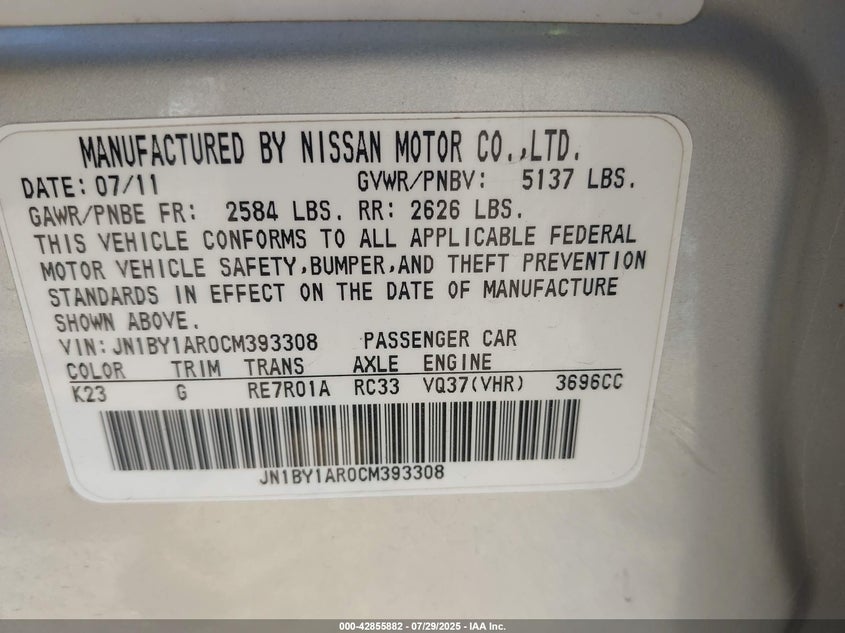 MANUFACTURED BY NISSAN MOTOR CO.,LTD.
DATE: 07/11 GVWR/PNBV: 5137 LBS.
GAWR/PNBE FR: 2584 LBS. RR: 2626 LBS.
THIS VEHICLE CONFORMS TO ALL APPLICABLE FEDERAL
MOTOR VEHICLE SAFETY,BUMPER,AND THEFT PREVENTION
STANDARDS IN EFFECT ON THE DATE OF MANUFACTURE
SHOWN ABOVE.
VIN: JN1BY1AR0CM393308 PASSENGER CAR
COLOR TRIM TRANS AXLE ENGINE
K23 G RE7R01A RC33 VQ37(VHR) 3696CC
JN1BY1AR0CM393308
000-42855882 - 07/29/2025 - IAA Inc.